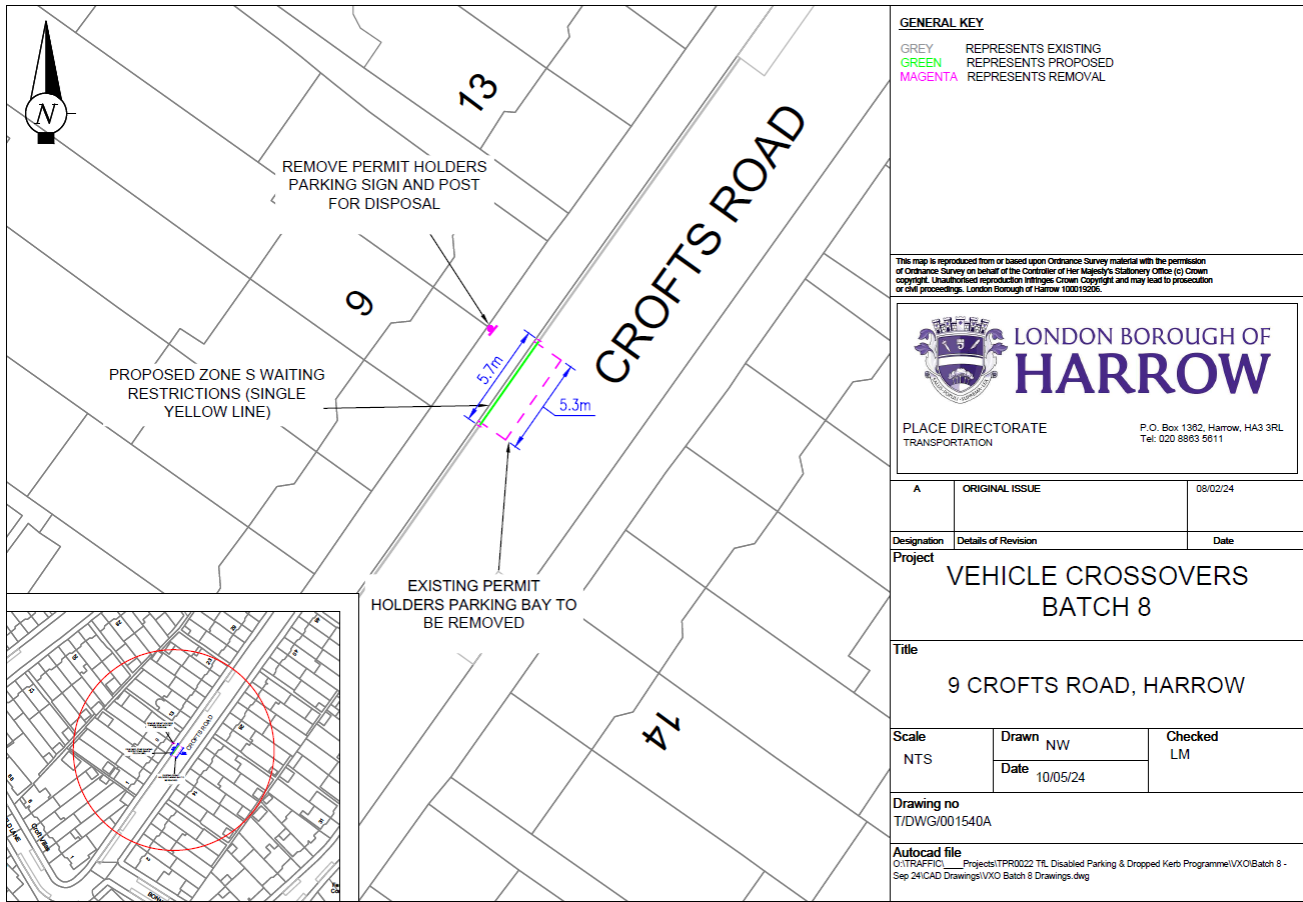 N
13
REMOVE PERMIT HOLDERS
PARKING SIGN AND POST
FOR DISPOSAL
CROFTS ROAD
9
5.7m
5.3m
PROPOSED ZONE S WAITING
RESTRICTIONS (SINGLE
YELLOW LINE)
EXISTING PERMIT
HOLDERS PARKING BAY TO
BE REMOVED
14
CROFTS ROAD
GENERAL KEY
GREY REPRESENTS EXISTING
GREEN REPRESENTS PROPOSED
MAGENTA REPRESENTS REMOVAL
This map is reproduced from or based upon Ordnance Survey material with the permission
of Ordnance Survey on behalf of the Controller of Her Majesty's Stationery Office (c) Crown
copyright. Unauthorised reproduction infringes Crown Copyright and may lead to prosecution
or civil proceedings. London Borough of Harrow 100019206.
LONDON BOROUGH OF
HARROW
PLACE DIRECTORATE
TRANSPORTATION
P.O. Box 1362, Harrow, HA3 3RL
Tel: 020 8863 5611
A ORIGINAL ISSUE 08/02/24
Designation Details of Revision Date
Project
VEHICLE CROSSOVERS
BATCH 8
Title
9 CROFTS ROAD, HARROW
Scale
NTS
Drawn NW
Date 10/05/24
Checked
LM
Drawing no
T/DWG/001540A
Autocad file
O:\TRAFFIC\____Projects\TPR0022 TfL Disabled Parking & Dropped Kerb Programme\VXO\Batch 8 -
Sep 24\CAD Drawings\VXO Batch 8 Drawings.dwg